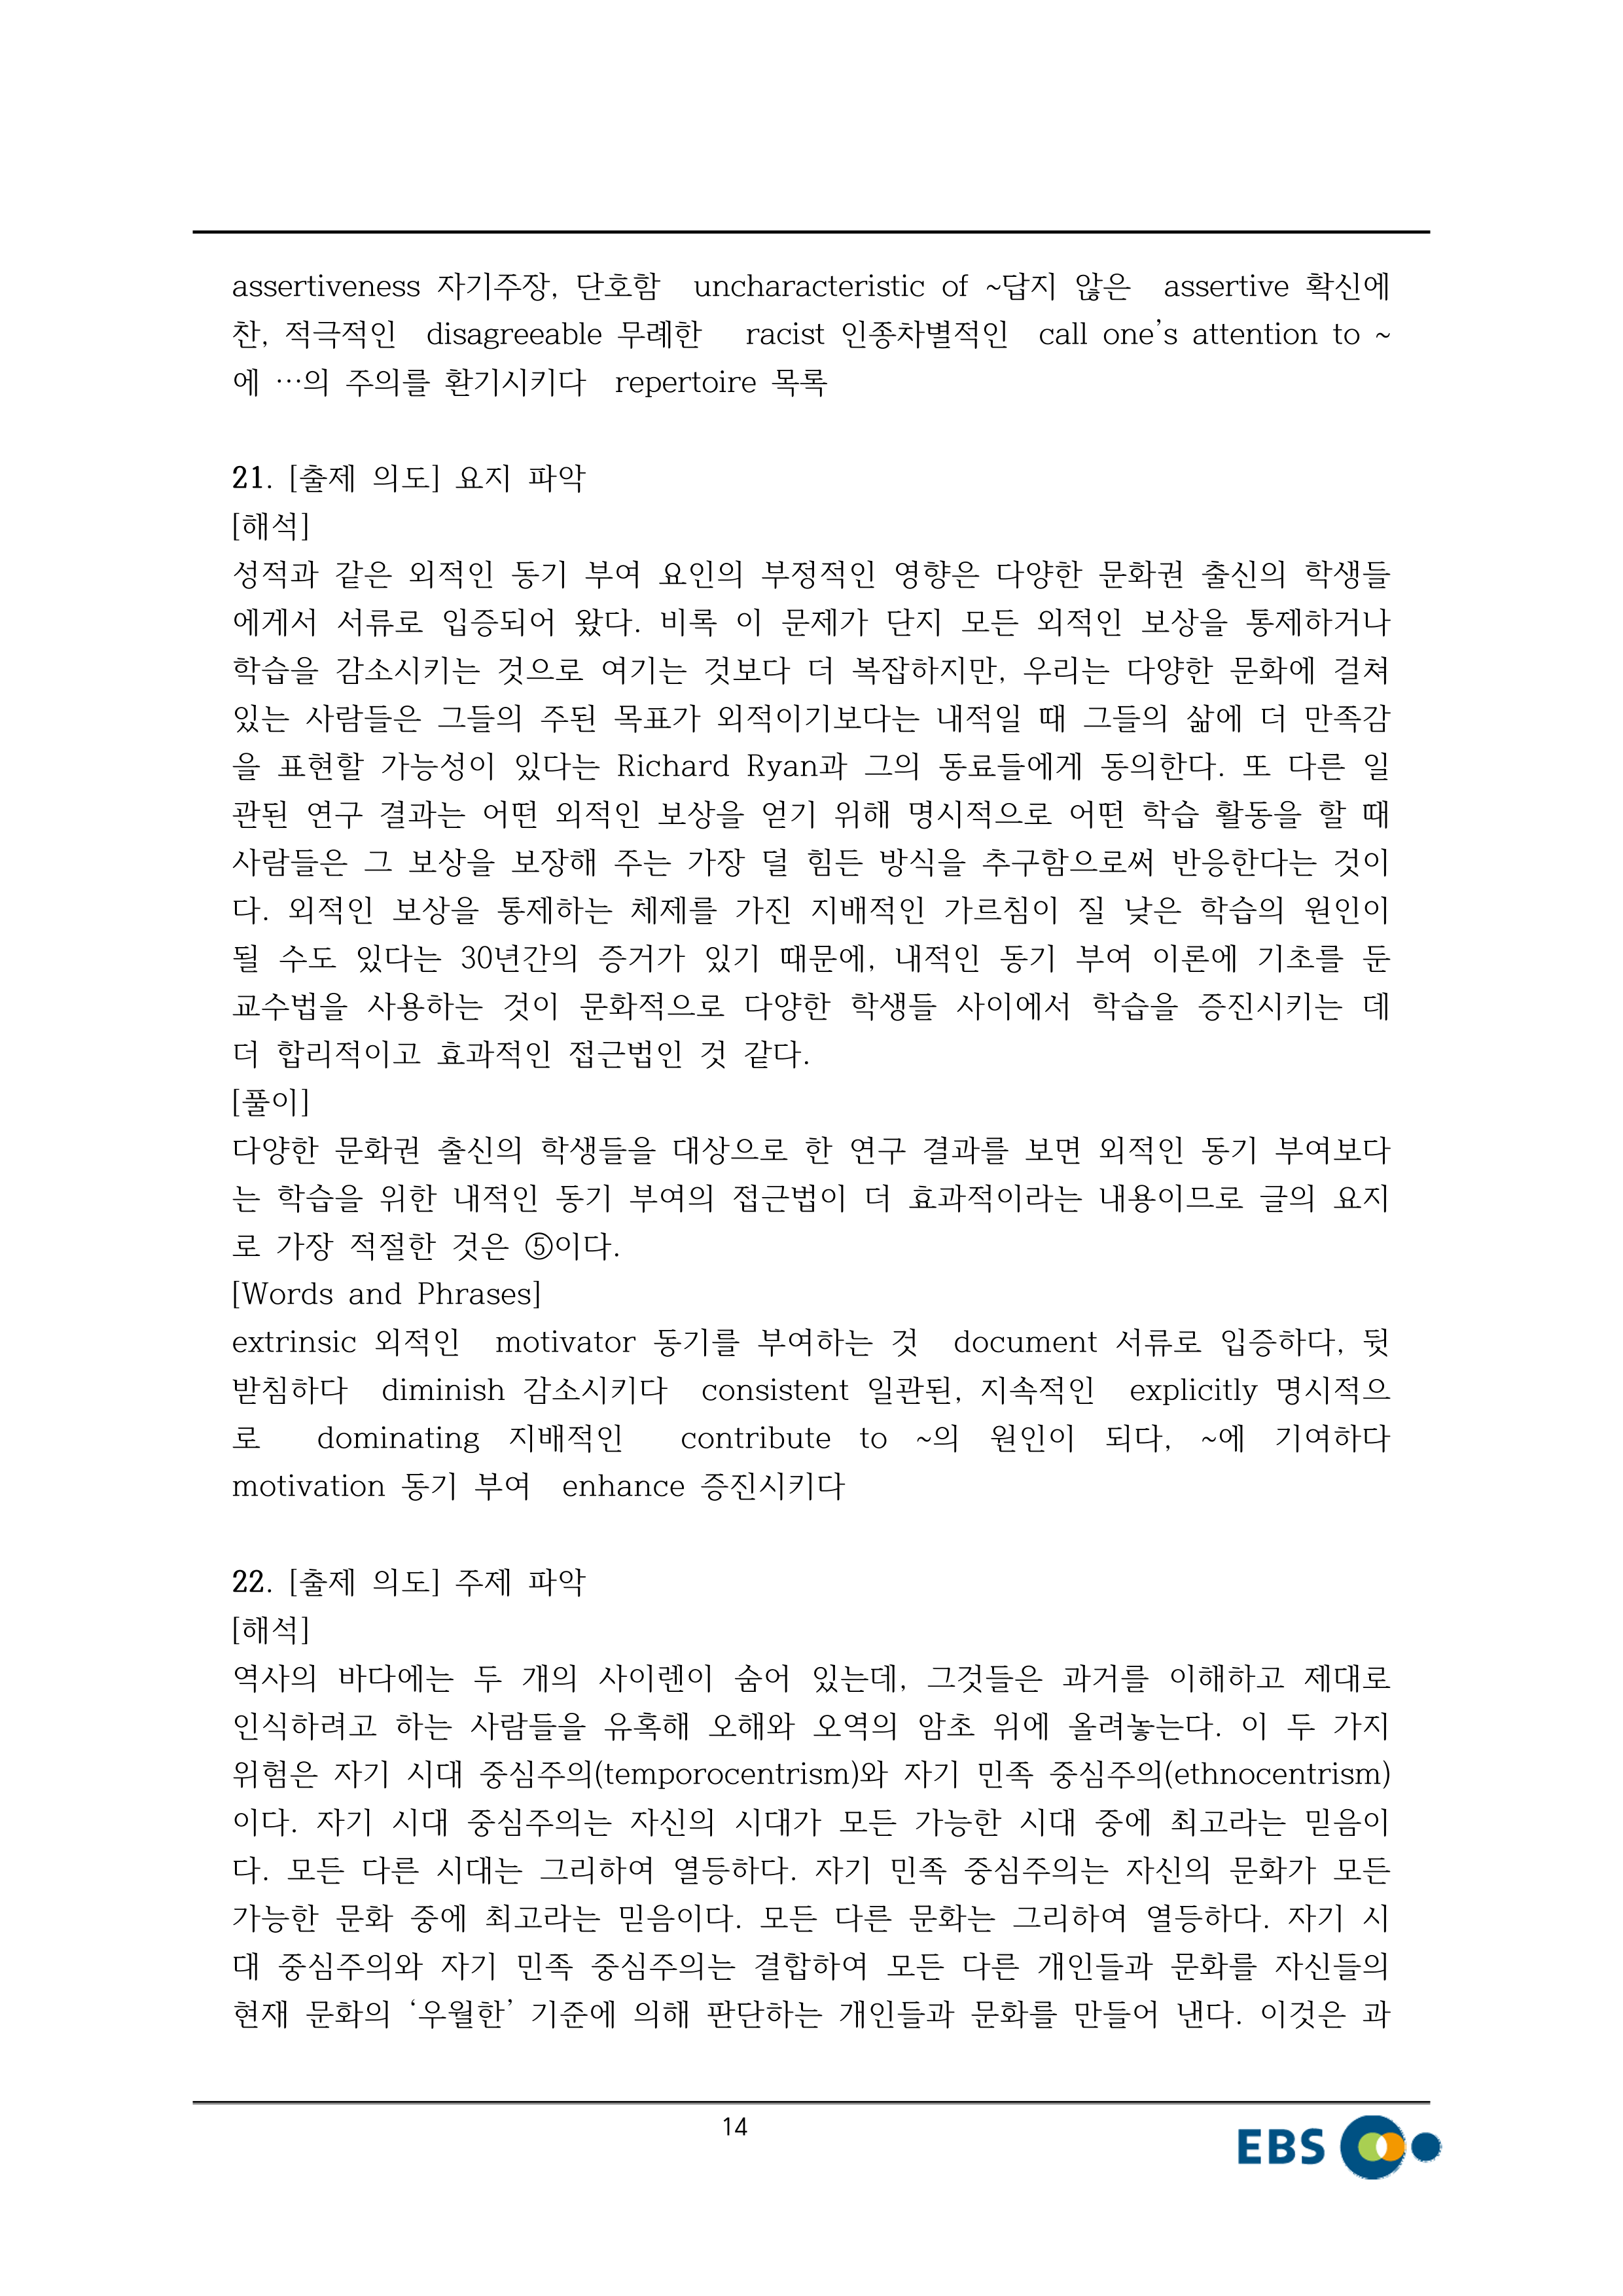 assertiveness 자기주장, 단호함  uncharacteristic of ~답지 않은  assertive 확신에
찬, 적극적인  disagreeable 무례한  racist 인종차별적인  call one's attention to ~
에 …의 주의를 환기시키다  repertoire 목록
21. [출제 의도] 요지 파악
[해석]
성적과 같은 외적인 동기 부여 요인의 부정적인 영향은 다양한 문화권 출신의 학생들
에게서 서류로 입증되어 왔다. 비록 이 문제가 단지 모든 외적인 보상을 통제하거나
학습을 감소시키는 것으로 여기는 것보다 더 복잡하지만, 우리는 다양한 문화에 걸쳐
있는 사람들은 그들의 주된 목표가 외적이기보다는 내적일 때 그들의 삶에 더 만족감
을 표현할 가능성이 있다는 Richard Ryan과 그의 동료들에게 동의한다. 또 다른 일
관된 연구 결과는 어떤 외적인 보상을 얻기 위해 명시적으로 어떤 학습 활동을 할 때
사람들은 그 보상을 보장해 주는 가장 덜 힘든 방식을 추구함으로써 반응한다는 것이
다. 외적인 보상을 통제하는 체제를 가진 지배적인 가르침이 질 낮은 학습의 원인이
될 수도 있다는 30년간의 증거가 있기 때문에, 내적인 동기 부여 이론에 기초를 둔
교수법을 사용하는 것이 문화적으로 다양한 학생들 사이에서 학습을 증진시키는 데
더 합리적이고 효과적인 접근법인 것 같다.
[풀이]
다양한 문화권 출신의 학생들을 대상으로 한 연구 결과를 보면 외적인 동기 부여보다
는 학습을 위한 내적인 동기 부여의 접근법이 더 효과적이라는 내용이므로 글의 요지
로 가장 적절한 것은 ⑤이다.
[Words and Phrases]
extrinsic 외적인  motivator 동기를 부여하는 것  document 서류로 입증하다, 뒷
받침하다  diminish 감소시키다  consistent 일관된, 지속적인  explicitly 명시적으
로  dominating 지배적인  contribute to ~의 원인이 되다, ~에 기여하다
motivation 동기 부여  enhance 증진시키다
22. [출제 의도] 주제 파악
[해석]
역사의 바다에는 두 개의 사이렌이 숨어 있는데, 그것들은 과거를 이해하고 제대로
인식하려고 하는 사람들을 유혹해 오해와 오역의 암초 위에 올려놓는다. 이 두 가지
위험은 자기 시대 중심주의(temporocentrism)와 자기 민족 중심주의(ethnocentrism)
이다. 자기 시대 중심주의는 자신의 시대가 모든 가능한 시대 중에 최고라는 믿음이
다. 모든 다른 시대는 그리하여 열등하다. 자기 민족 중심주의는 자신의 문화가 모든
가능한 문화 중에 최고라는 믿음이다. 모든 다른 문화는 그리하여 열등하다. 자기 시
대 중심주의와 자기 민족 중심주의는 결합하여 모든 다른 개인들과 문화를 자신들의
현재 문화의 ‘우월한’ 기준에 의해 판단하는 개인들과 문화를 만들어 낸다. 이것은 과
14
EBS